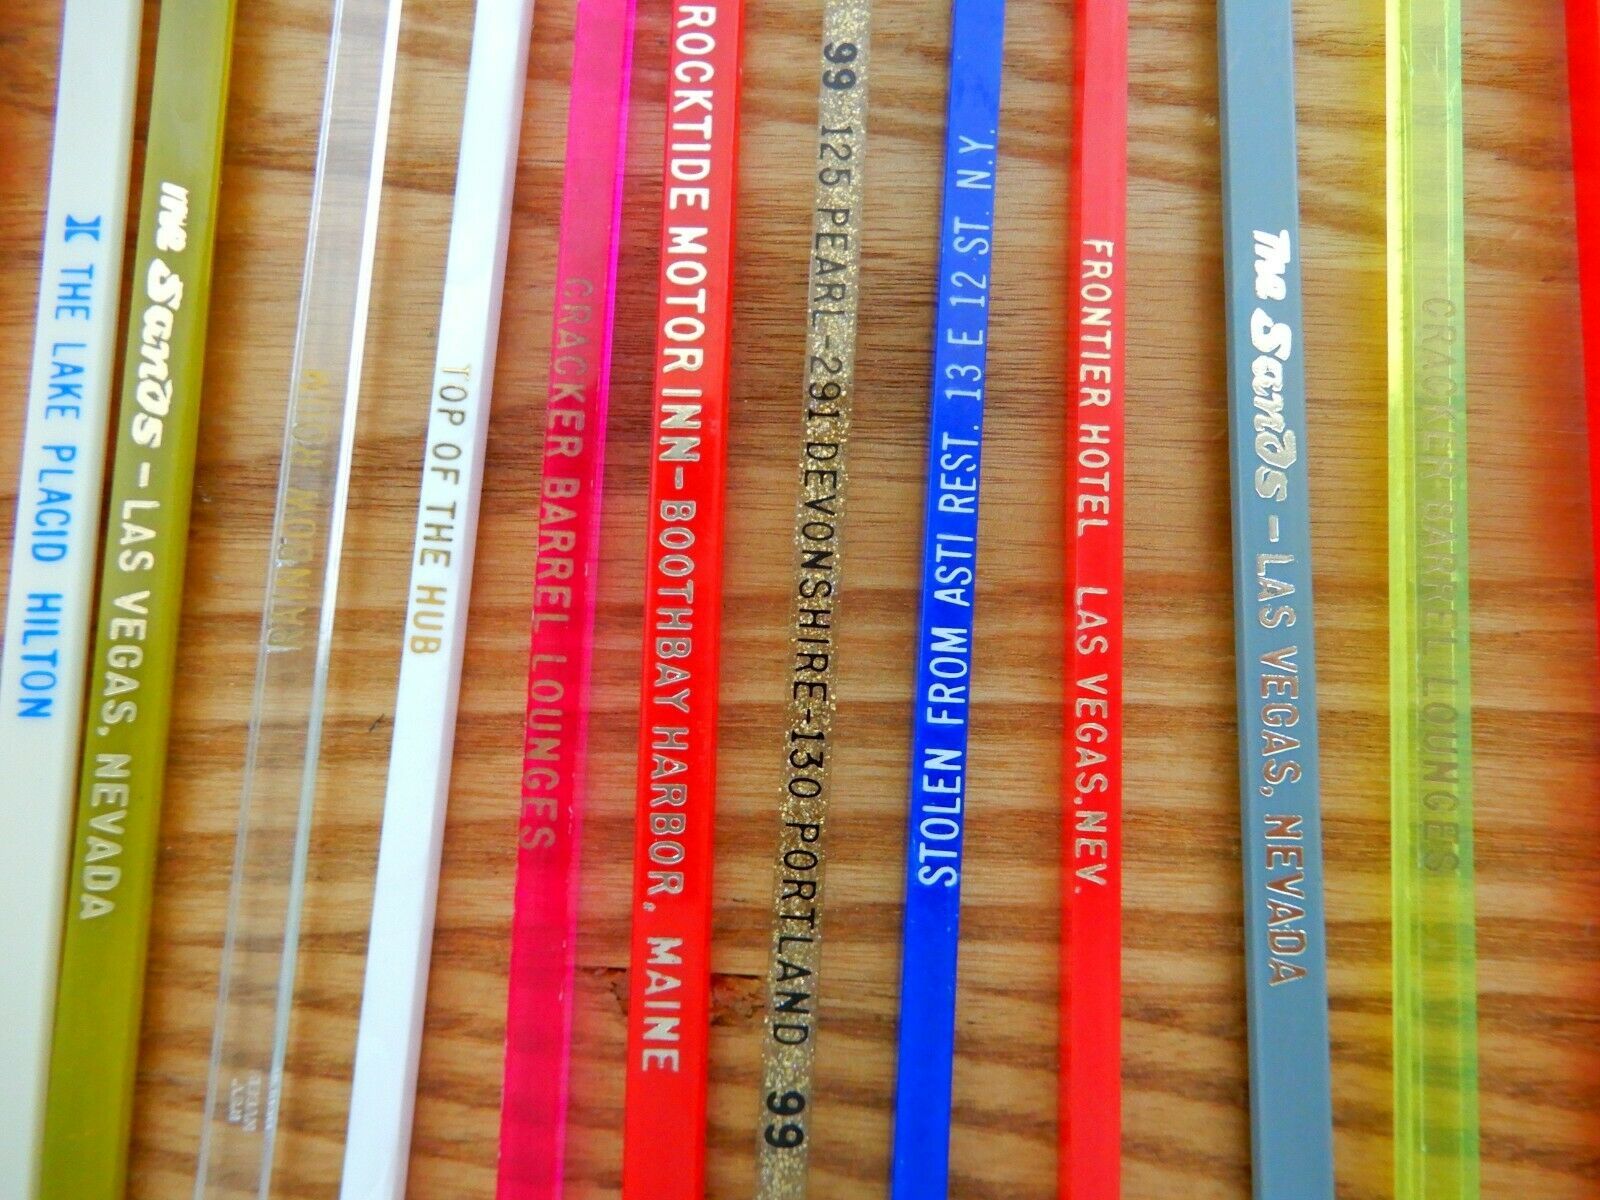 THE LAKE PLACID HILTON
The Sands - LAS VEGAS, NEVADA
TOP OF THE HUB
CRACKER BARREL LOUNGES
ROCKTIDE MOTOR INN-BOOTHBAY HARBOR, MAINE
99 125 PEARL-291 DEVONSHIRE-130 PORTLAND 99
STOLEN FROM ASTI REST. 13 E 12 ST. N.Y.
FRONTIER HOTEL LAS VEGAS, NEV.
The Sands - LAS VEGAS, NEVADA
CRACKER BARREL LOUNGES